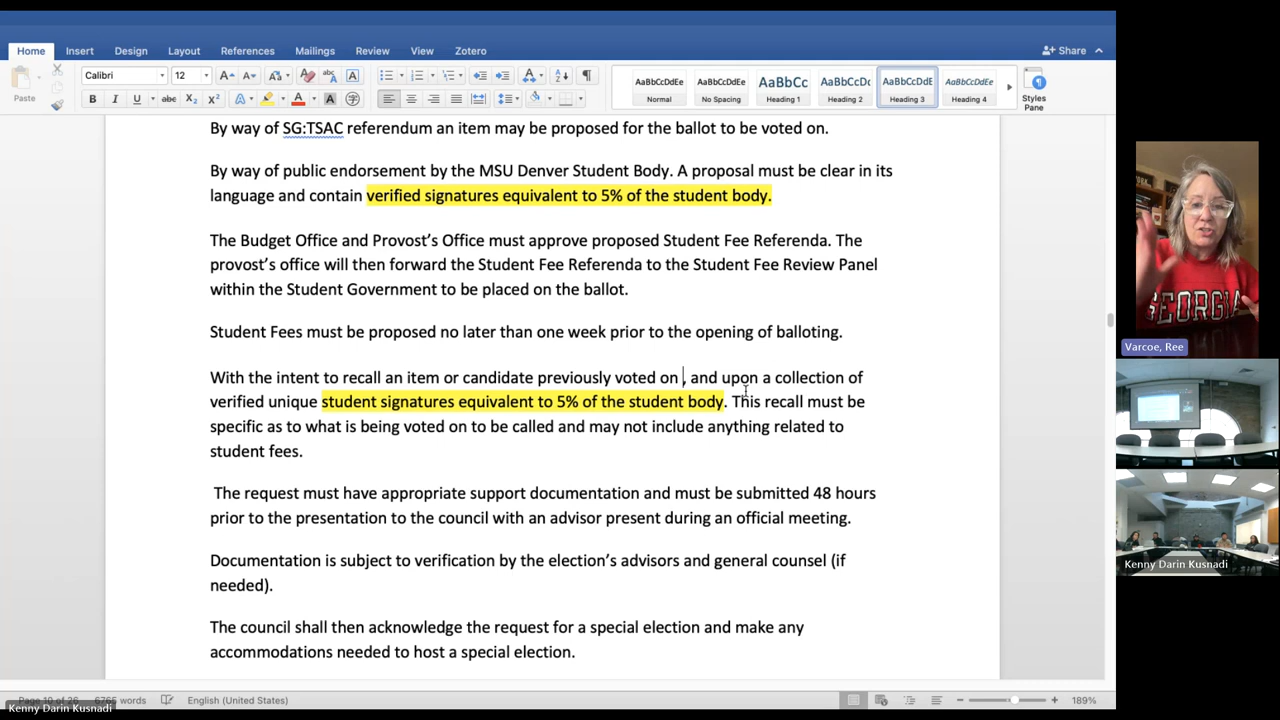 Home Insert Design Layout References Mailings Review View Zotero Share
Paste Calibri 12 Styles Pane
AaBbCcDdEe Normal AaBbCcDdEe No Spacing AaBbCc Heading 1 AaBbCcDc Heading 2 AaBbCcDdE Heading 3 AaBbCcDdEe Heading 4
By way of SG:TSAC referendum an item may be proposed for the ballot to be voted on.
By way of public endorsement by the MSU Denver Student Body. A proposal must be clear in its
language and contain verified signatures equivalent to 5% of the student body.
The Budget Office and Provost’s Office must approve proposed Student Fee Referenda. The
provost’s office will then forward the Student Fee Referenda to the Student Fee Review Panel
within the Student Government to be placed on the ballot.
Student Fees must be proposed no later than one week prior to the opening of balloting.
With the intent to recall an item or candidate previously voted on , and upon a collection of
verified unique student signatures equivalent to 5% of the student body. This recall must be
specific as to what is being voted on to be called and may not include anything related to
student fees.
The request must have appropriate support documentation and must be submitted 48 hours
prior to the presentation to the council with an advisor present during an official meeting.
Documentation is subject to verification by the election’s advisors and general counsel (if
needed).
The council shall then acknowledge the request for a special election and make any
accommodations needed to host a special election.
Page 10 of 26 6765 words English (United States) 189%
Kenny Darin Kusnadi
GEORGIA
Varcoe, Ree
Kenny Darin Kusnadi